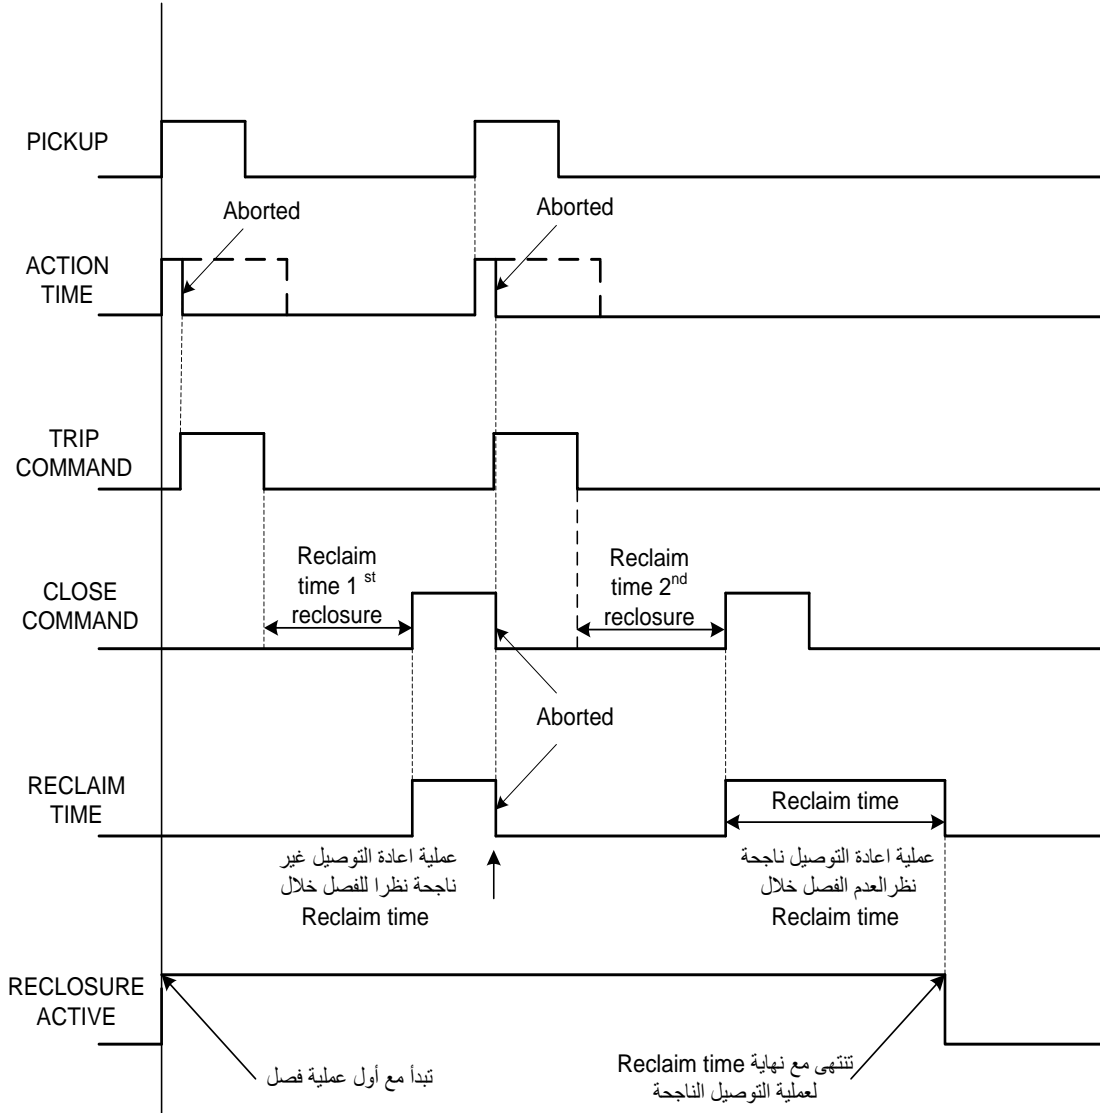 PICKUP
Aborted
Aborted
ACTION
TIME
TRIP
COMMAND
Reclaim
time 1 st
reclosure
Reclaim
time 2nd
reclosure
CLOSE
COMMAND
Aborted
RECLAIM
TIME
Reclaim time
عملية اعادة التوصيل غير
ناجحة نظرا للفصل خلال
Reclaim time
عملية اعادة التوصيل ناجحة
نظرالعدم الفصل خلال
Reclaim time
RECLOSURE
ACTIVE
تبدأ مع أول عملية فصل
تنتهى مع نهاية Reclaim time
لعملية التوصيل الناجحة